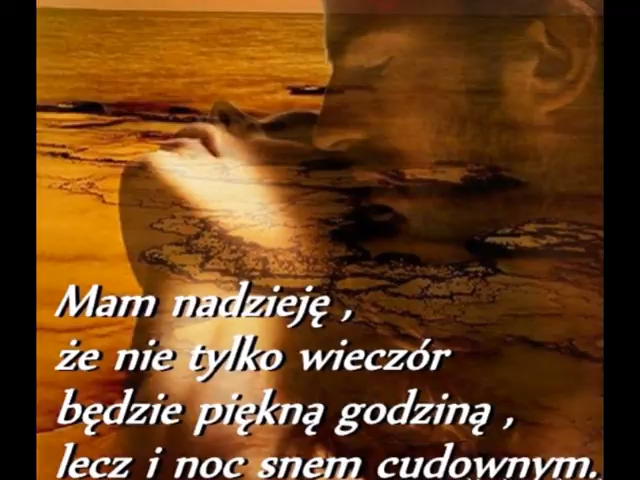 Mam nadzieję ,
że nie tylko wieczór
będzie piękną godziną ,
lecz i noc snem cudownym.